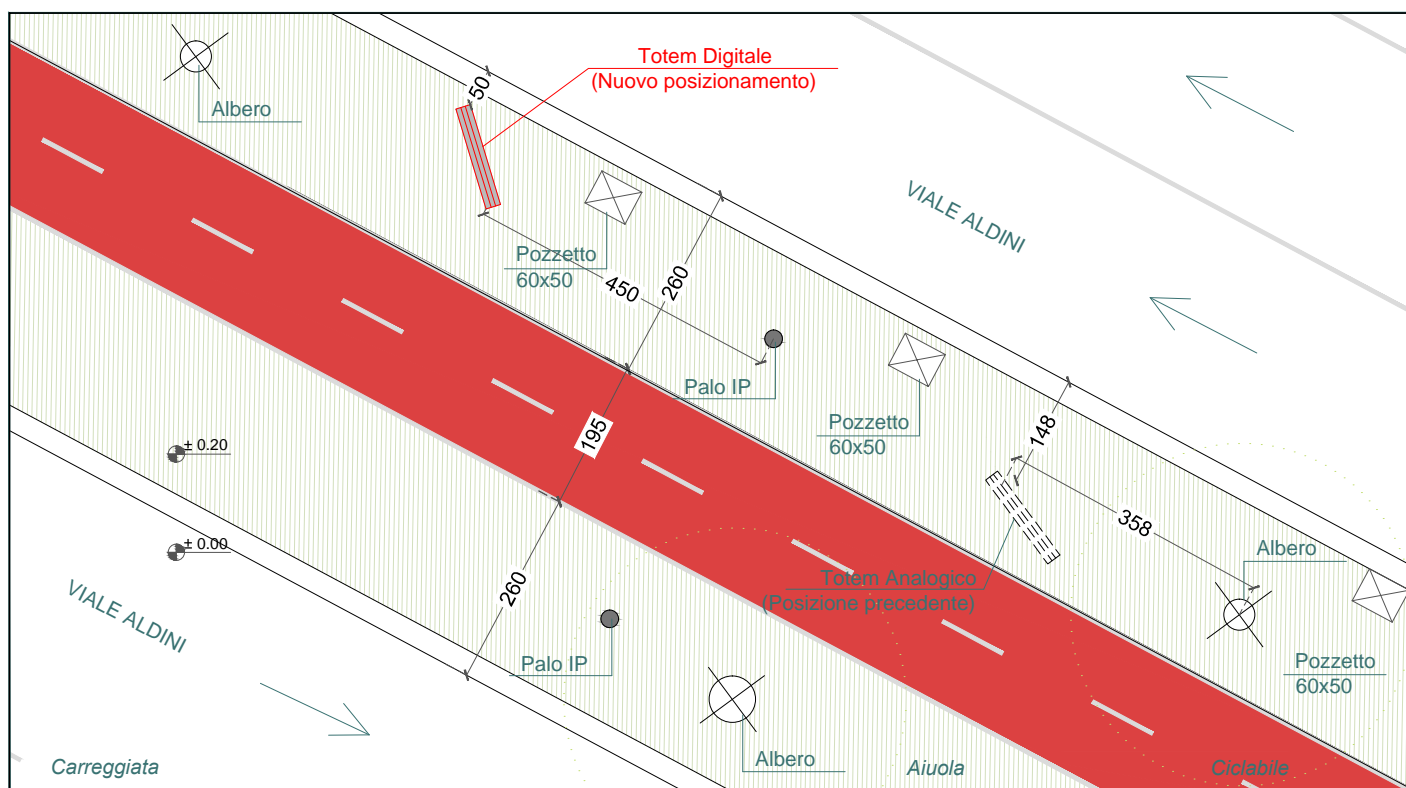 Totem Digitale
(Nuovo posizionamento)
50
Albero
VIALE ALDINI
Pozzetto
60x50
450
260
Palo IP
Pozzetto
60x50
148
195
358
± 0.20
± 0.00
Albero
Totem Analogico
(Posizione precedente)
260
VIALE ALDINI
Palo IP
Pozzetto
60x50
Albero
Carreggiata
Aiuola
Ciclabile